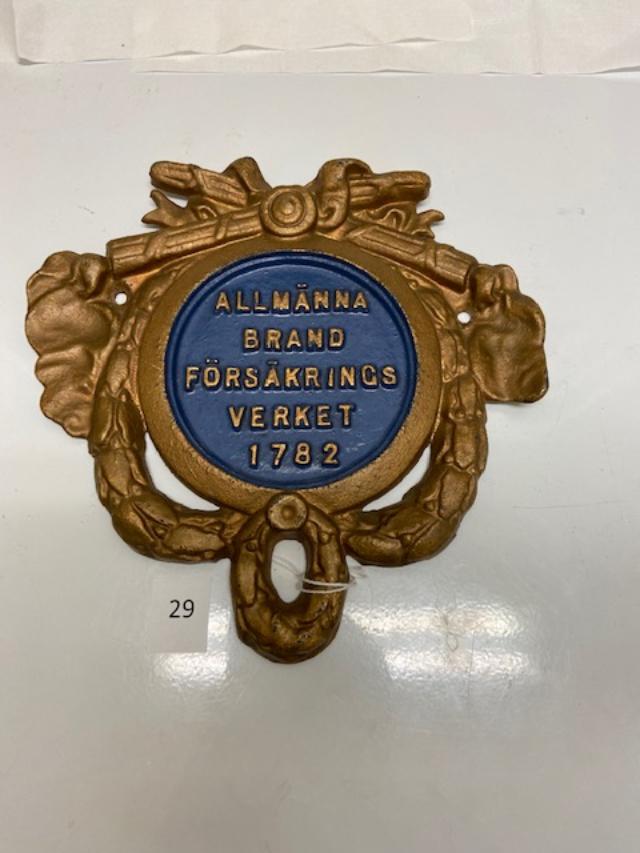 ALLMÄNNA
BRAND
FÖRSÄKRINGS
VERKET
1782
29